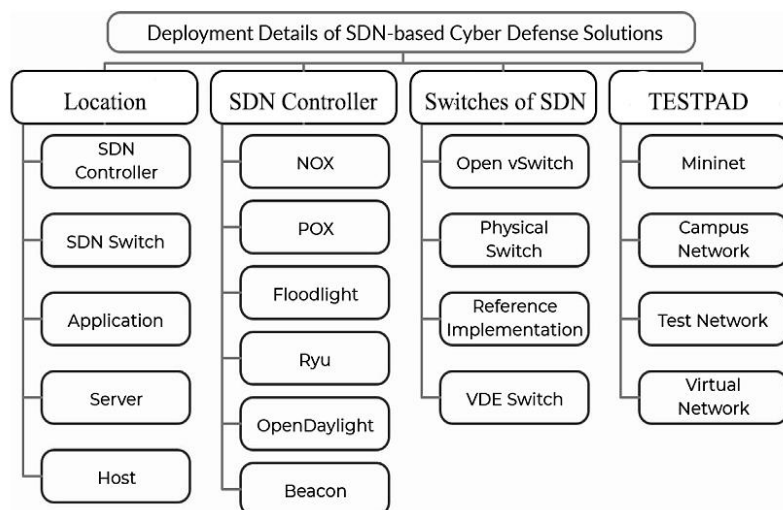 Deployment Details of SDN-based Cyber Defense Solutions
Location
SDN
Controller
SDN Switch
Application
Server
Host
SDN Controller
NOX
POX
Floodlight
Ryu
OpenDaylight
Beacon
Switches of SDN
Open vSwitch
Physical
Switch
Reference
Implementation
VDE Switch
TESTPAD
Mininet
Campus
Network
Test Network
Virtual
Network